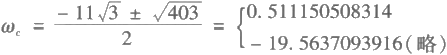 ω_c = (-11√3 ± √403) / 2 = { 0.511150508314
- 19.5637093916(略)